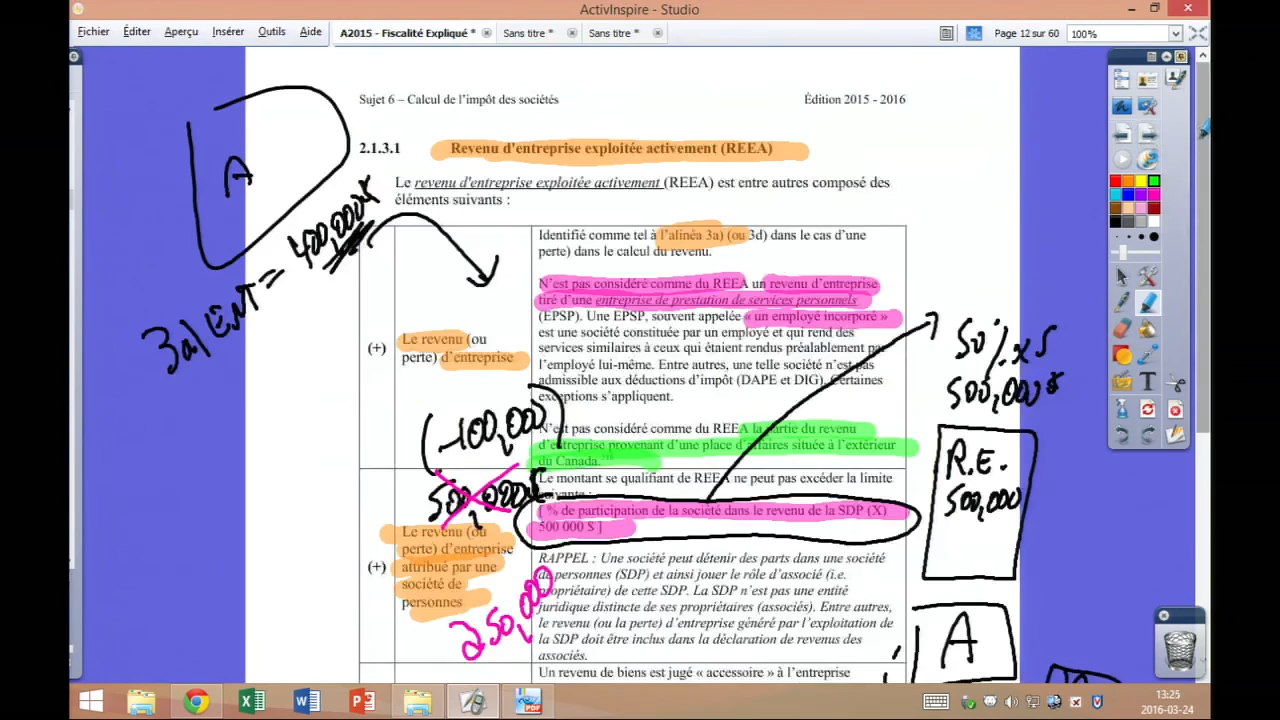 ActivInspire - Studio
Fichier Éditer Aperçu Insérer Outils Aide
A2015 - Fiscalité Expliqué *
Sans titre *
Sans titre *
Page 12 sur 60
100%
Sujet 6 – Calcul de l'impôt des sociétés
Édition 2015 - 2016
2.1.3.1 Revenu d'entreprise exploitée activement (REEA)
Le revenu d'entreprise exploitée activement (REEA) est entre autres composé des
éléments suivants :
A
3a) ENT = 400,000$
(+)
Le revenu (ou
perte) d'entreprise
Identifié comme tel à l'alinéa 3a) (ou 3d) dans le cas d'une
perte) dans le calcul du revenu.
N'est pas considéré comme du REEA un revenu d'entreprise
tiré d'une entreprise de prestation de services personnels
(EPSP). Une EPSP, souvent appelée « un employé incorporé »
est une société constituée par un employé et qui rend des
services similaires à ceux qui étaient rendus préalablement par
l'employé lui-même. Entre autres, une telle société n'est pas
admissible aux déductions d'impôt (DAPE et DIG). Certaines
exceptions s'appliquent.
N'est pas considéré comme du REEA la partie du revenu
d'entreprise provenant d'une place d'affaires située à l'extérieur
du Canada.
(-100,000)
500,000
250,000
(+)
Le revenu (ou
perte) d'entreprise
attribué par une
société de
personnes
Le montant se qualifiant de REEA ne peut pas excéder la limite
suivante :
[ % de participation de la société dans le revenu de la SDP (X)
500 000 $ ]
RAPPEL : Une société peut détenir des parts dans une société
de personnes (SDP) et ainsi jouer le rôle d'associé (i.e.
propriétaire) de cette SDP. La SDP n'est pas une entité
juridique distincte de ses propriétaires (associés). Entre autres,
le revenu (ou la perte) d'entreprise généré par l'exploitation de
la SDP doit être inclus dans la déclaration de revenus des
associés.
Un revenu de biens est jugé « accessoire » à l'entreprise
50%
500,000$
R.E.
500,000
A
13:25
2016-03-24